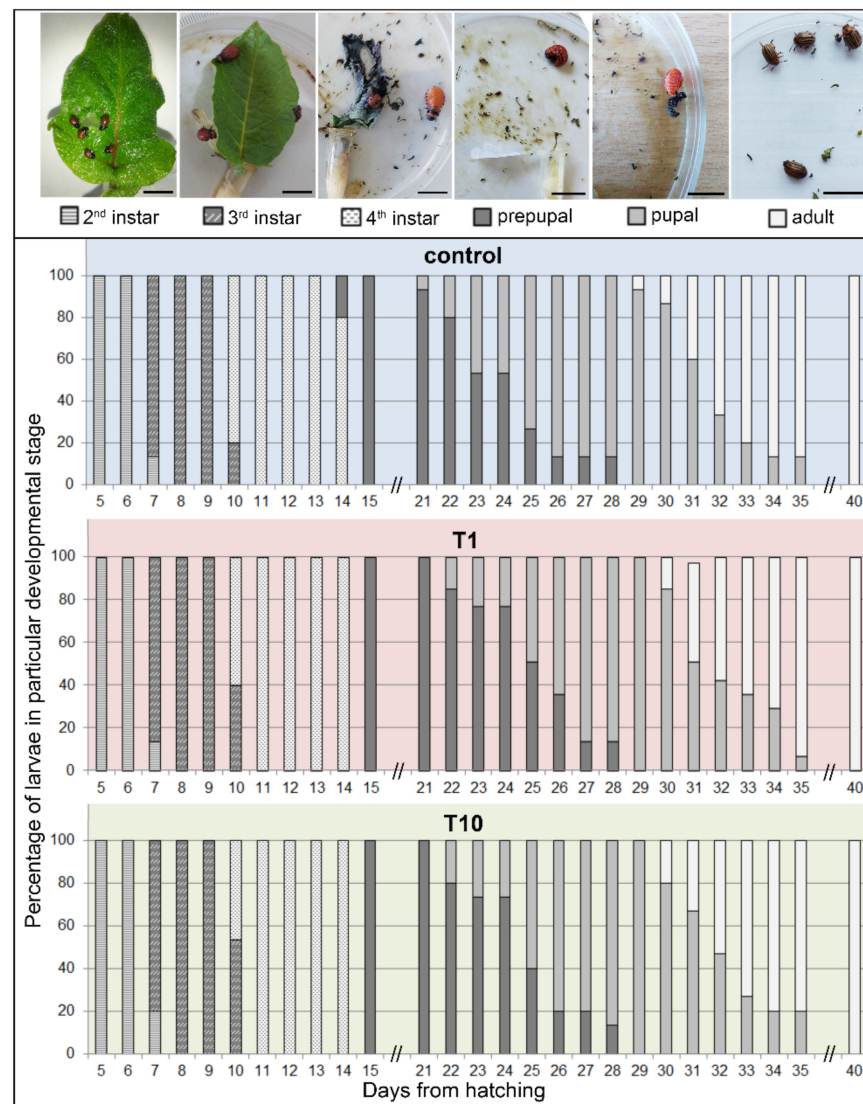 2nd instar 3rd instar 4th instar prepupal pupal adult
Percentage of larvae in particular developmental stage
control
100
80
60
40
20
0
5 6 7 8 9 10 11 12 13 14 15 // 21 22 23 24 25 26 27 28 29 30 31 32 33 34 35 // 40
T1
100
80
60
40
20
0
5 6 7 8 9 10 11 12 13 14 15 // 21 22 23 24 25 26 27 28 29 30 31 32 33 34 35 // 40
T10
100
80
60
40
20
0
5 6 7 8 9 10 11 12 13 14 15 // 21 22 23 24 25 26 27 28 29 30 31 32 33 34 35 // 40
Days from hatching